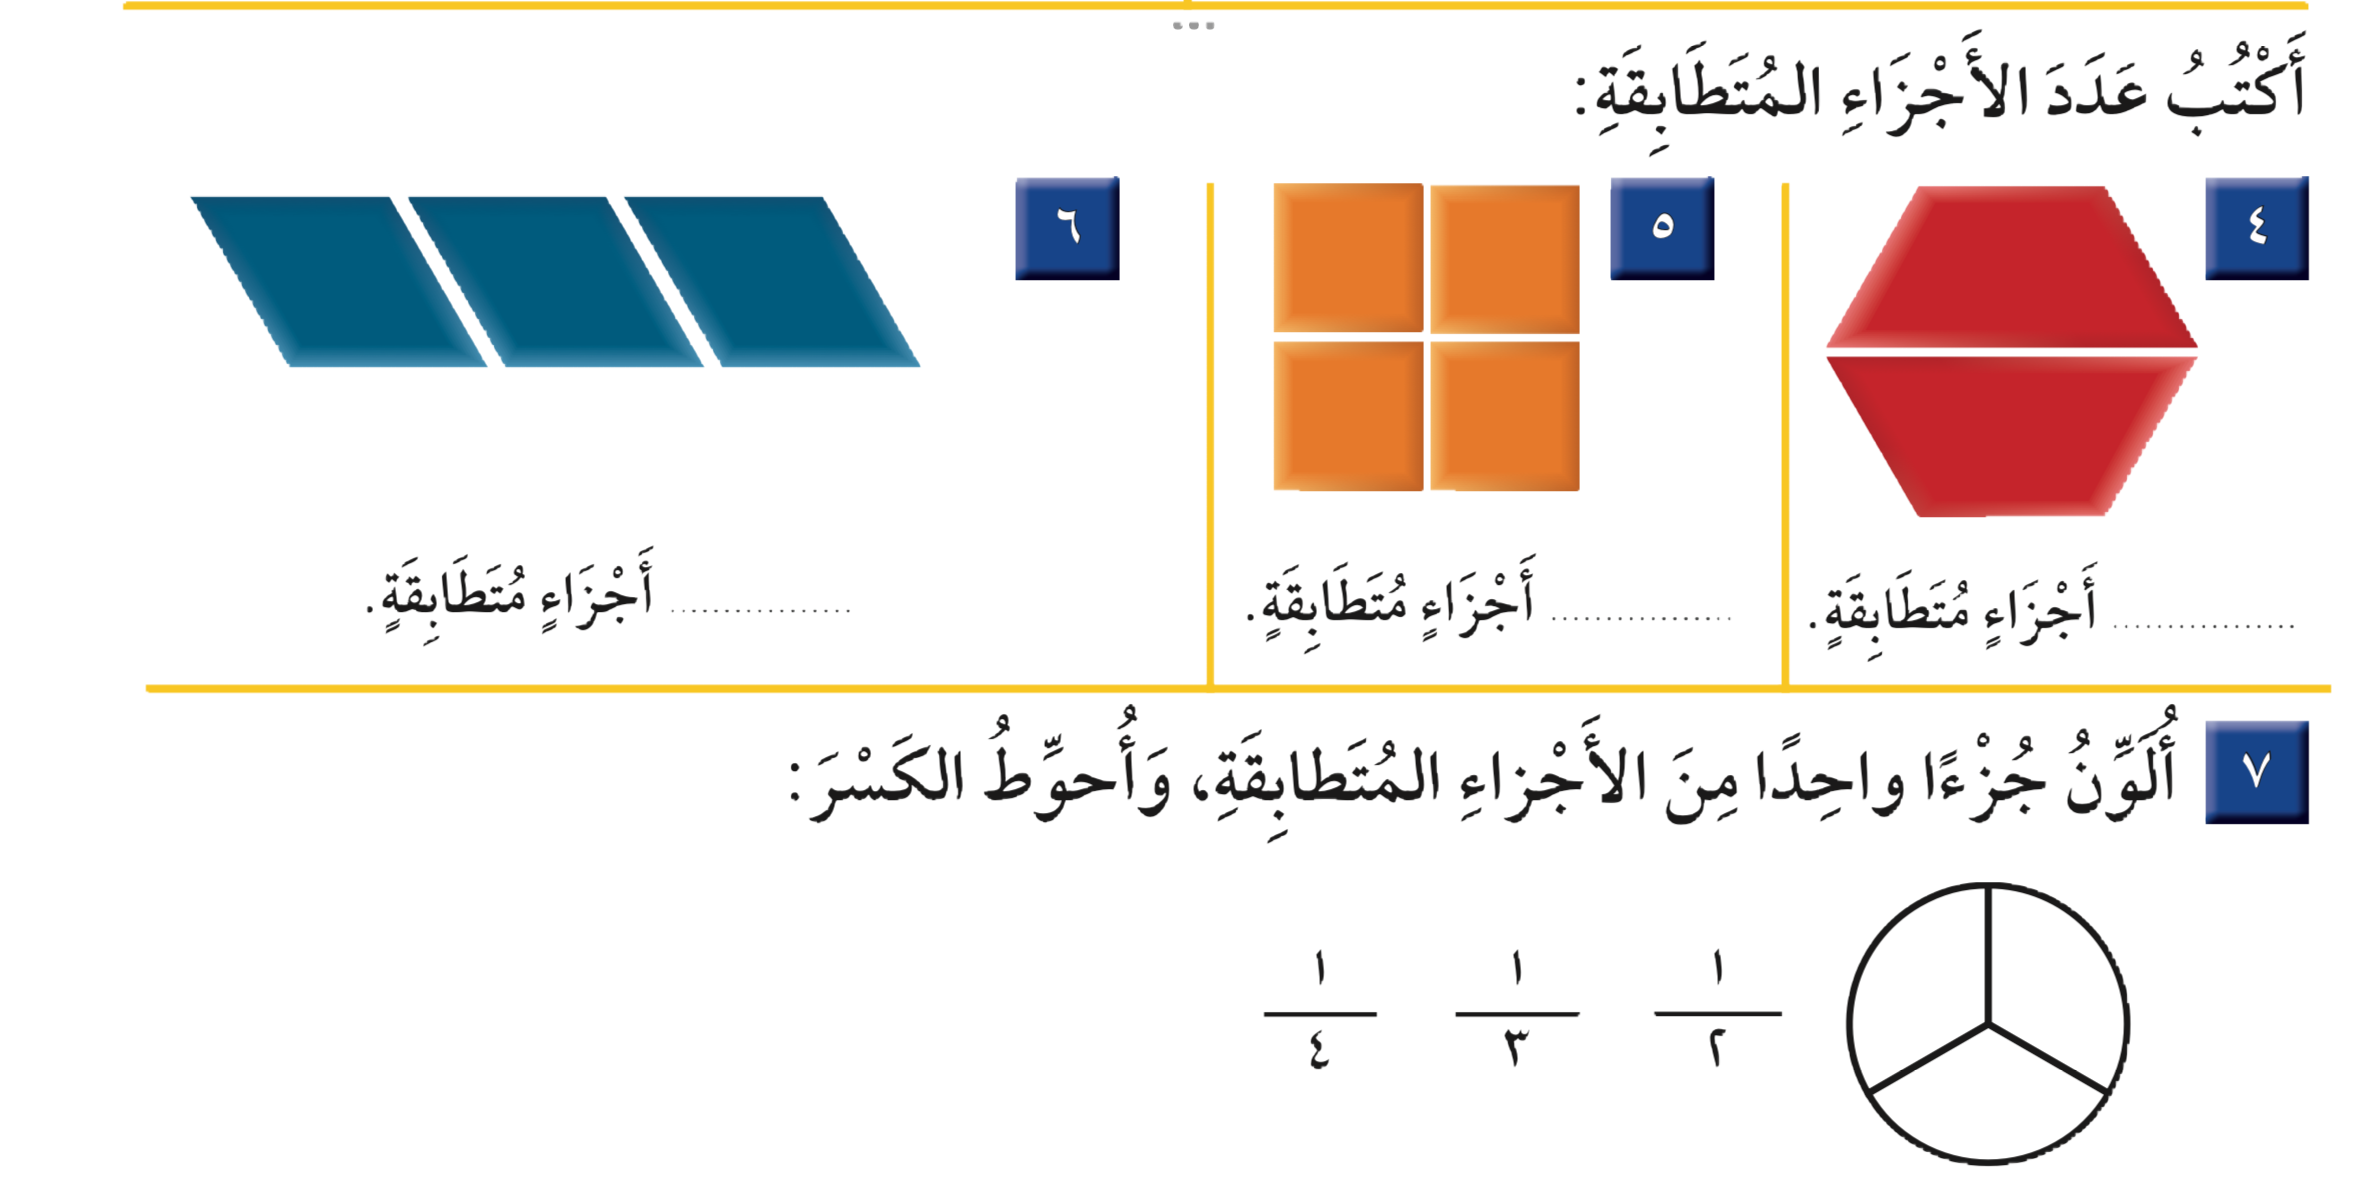 أَكْتُبُ عَدَدَ الأَجْزَاءِ المُتَطَابِقَةِ:
٤
٥
٦
............... أَجْزَاءٍ مُتَطَابِقَةٍ.
............... أَجْزَاءٍ مُتَطَابِقَةٍ.
............... أَجْزَاءٍ مُتَطَابِقَةٍ.
٧ أُلَوِّنُ جُزْءًا واحِدًا مِنَ الأَجْزاءِ المُتَطابِقَةِ، وَأُحوِّطُ الكَسْرَ:
١ ١ ١
٢ ٣ ٤